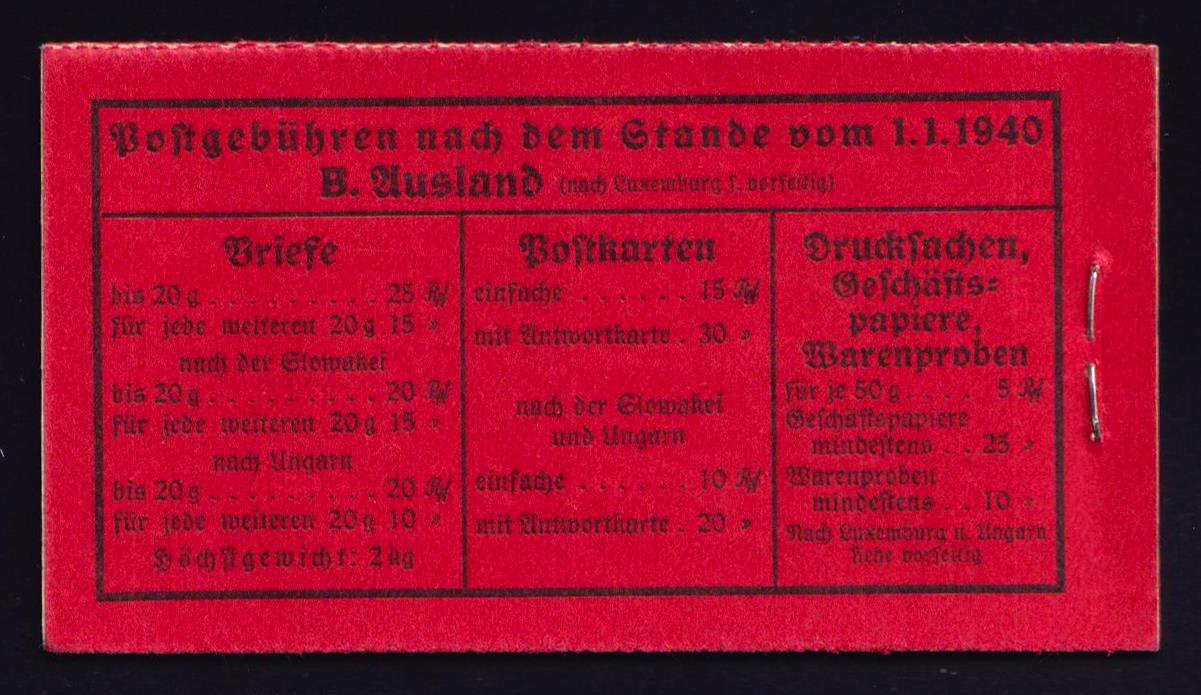 Postgebühren nach dem Stande vom 1.1.1940
B. Ausland (nach Luxemburg s. vorseitig)
Briefe
bis 20 g . . . . . . . . . 25 Rpf
für jede weiteren 20 g 15 „
nach der Slowakei
bis 20 g . . . . . . . . . 20 Rpf
für jede weiteren 20 g 15 „
nach Ungarn
bis 20 g . . . . . . . . . 20 Rpf
für jede weiteren 20 g 10 „
Höchstgewicht: 2 kg
Postkarten
einfache . . . . . . 15 Rpf
mit Antwortkarte . 30 „
nach der Slowakei
und Ungarn
einfache . . . . . . 10 Rpf
mit Antwortkarte . 20 „
Drucksachen,
Geschäfts-
papiere,
Warenproben
für je 50 g . . . . 5 Rpf
Geschäftspapiere
mindestens . . 25 „
Warenproben
mindestens . . 10 „
Nach Luxemburg u. Ungarn
siehe vorseitig